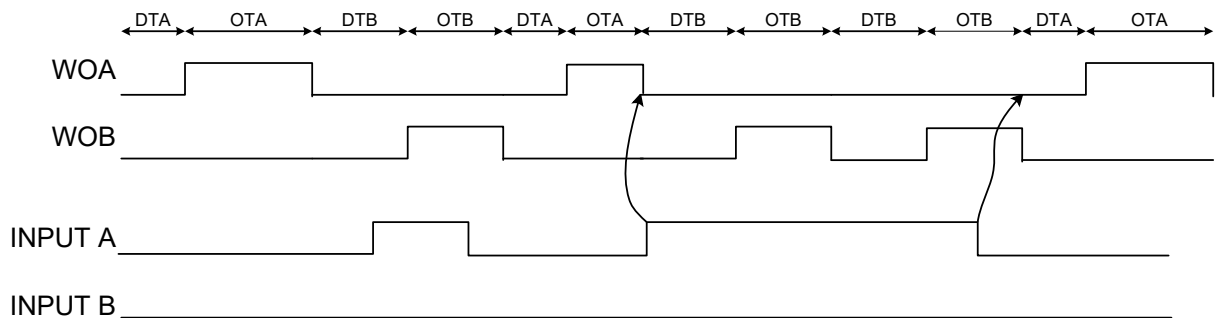 DTA OTA DTB OTB DTA OTA DTB OTB DTB OTB DTA OTA
WOA
WOB
INPUT A
INPUT B